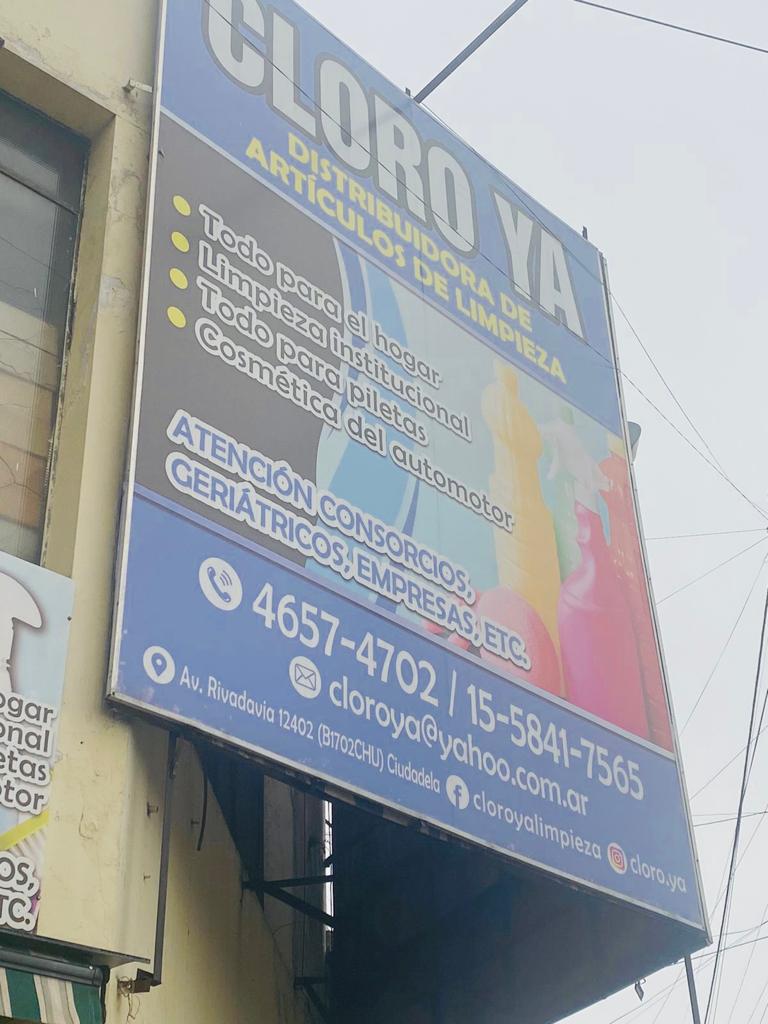 CLORO YA
DISTRIBUIDORA DE
ARTÍCULOS DE LIMPIEZA
Todo para el hogar
Limpieza institucional
Todo para piletas
Cosmética del automotor
ATENCIÓN CONSORCIOS,
GERIÁTRICOS, EMPRESAS, ETC.
4657-4702 / 15-5841-7565
cloroya@yahoo.com.ar
Av. Rivadavia 12402 (B1702CHU) Ciudadela cloroyalimpieza cloro.ya
ogar
onal
etas
tor
OS,
TC.